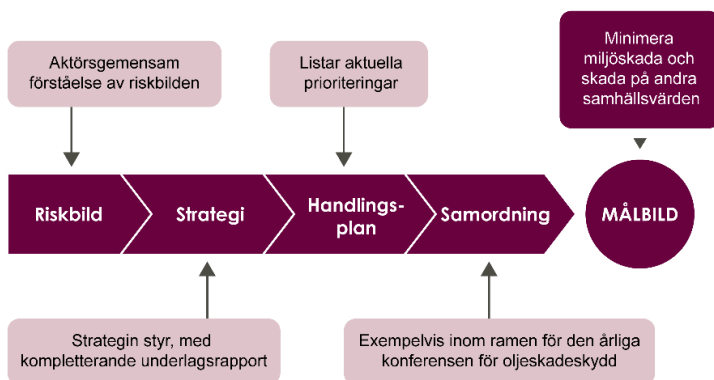 Aktörsgemensam
förståelse av riskbilden
Listar aktuella
prioriteringar
Minimera
miljöskada och
skada på andra
samhällsvärden
Riskbild
Strategi
Handlings-
plan
Samordning
MÅLBILD
Strategin styr, med
kompletterande underlagsrapport
Exempelvis inom ramen för den årliga
konferensen för oljeskadeskydd